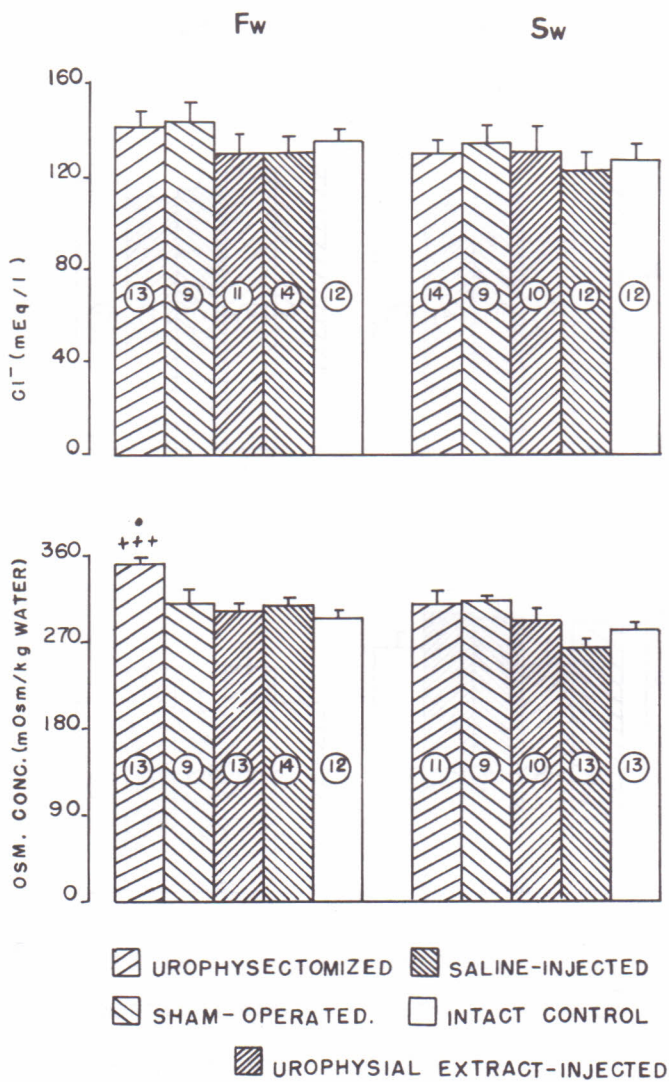 Fw Sw
160
120
80
40
0
Cl⁻ (mEq/l)
13 9 11 14 12 14 9 10 12 12
•
+++
360
270
180
90
0
OSM. CONC. (mOsm/kg WATER)
13 9 13 14 12 11 9 10 13 13
UROPHYSECTOMIZED SALINE-INJECTED
SHAM-OPERATED. INTACT CONTROL
UROPHYSIAL EXTRACT-INJECTED